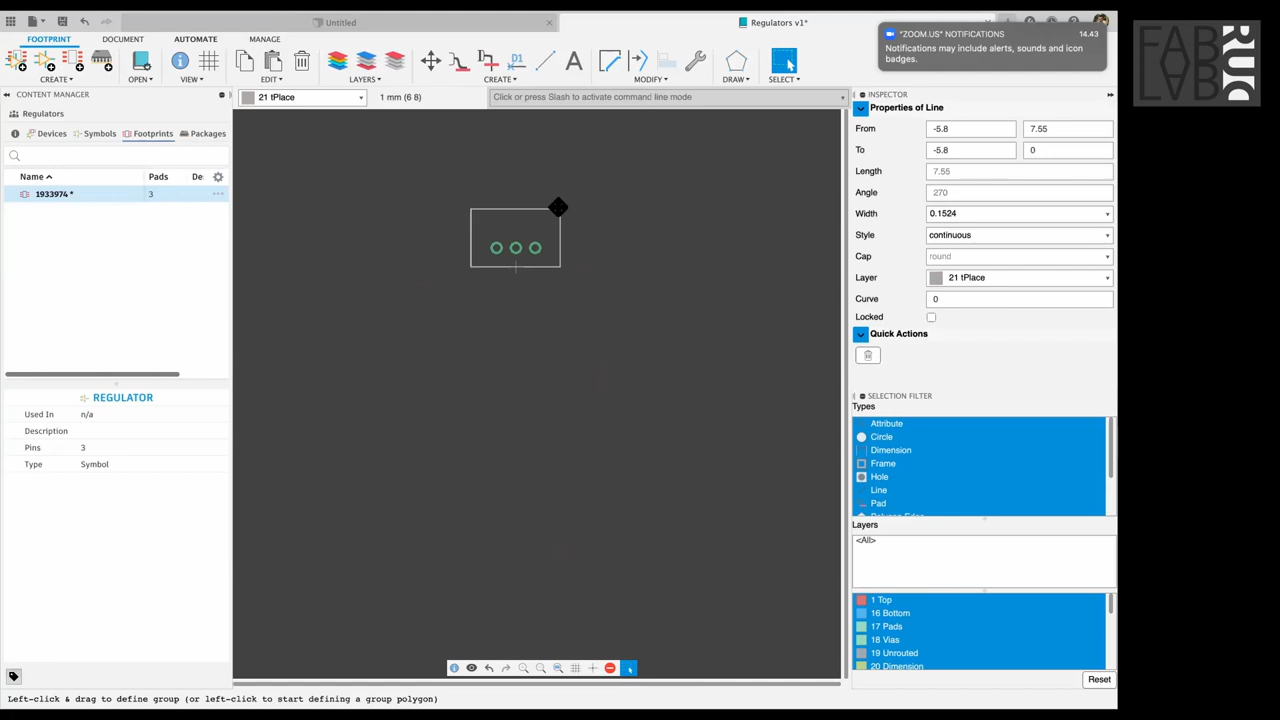 Untitled
Regulators v1*
"ZOOM.US" NOTIFICATIONS
14.43
Notifications may include alerts, sounds and icon
badges.
FOOTPRINT
DOCUMENT
AUTOMATE
MANAGE
CREATE
OPEN
VIEW
EDIT
LAYERS
D1
A
CREATE
MODIFY
DRAW
SELECT
CONTENT MANAGER
21 tPlace
1 mm (6 8)
Click or press Slash to activate command line mode
INSPECTOR
Regulators
Devices
Symbols
Footprints
Packages
Name
Pads
De
1933974 *
3
REGULATOR
Used In n/a
Description
Pins 3
Type Symbol
Properties of Line
From -5.8 7.55
To -5.8 0
Length 7.55
Angle 270
Width 0.1524
Style continuous
Cap round
Layer 21 tPlace
Curve 0
Locked
Quick Actions
SELECTION FILTER
Types
Attribute
Circle
Dimension
Frame
Hole
Line
Pad
Layers
<All>
1 Top
16 Bottom
17 Pads
18 Vias
19 Unrouted
20 Dimension
Reset
Left-click & drag to define group (or left-click to start defining a group polygon)
FAB
LAB
RUC